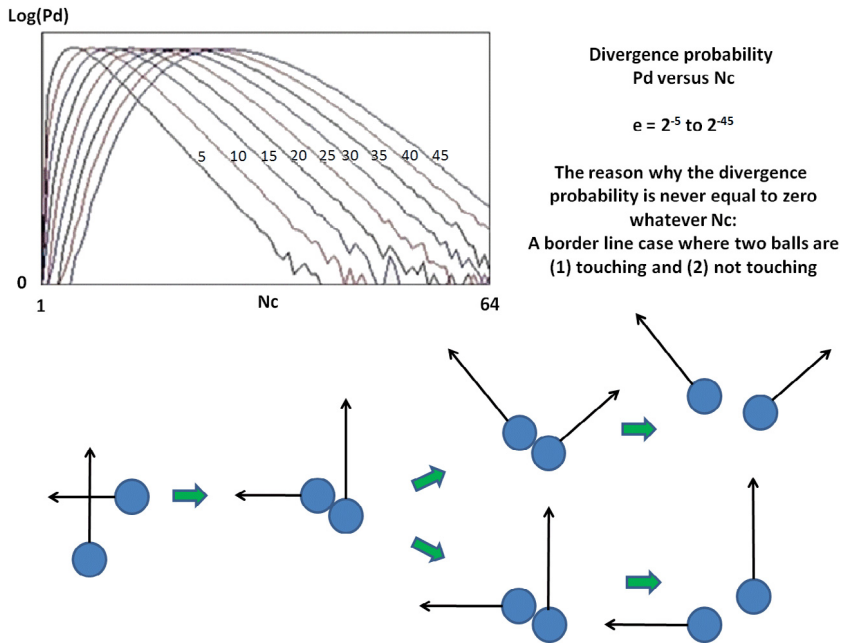 Log(Pd)
5 10 15 20 25 30 35 40 45
0
1
Nc
64
Divergence probability
Pd versus Nc
e = 2⁻⁵ to 2⁻⁴⁵
The reason why the divergence
probability is never equal to zero
whatever Nc:
A border line case where two balls are
(1) touching and (2) not touching